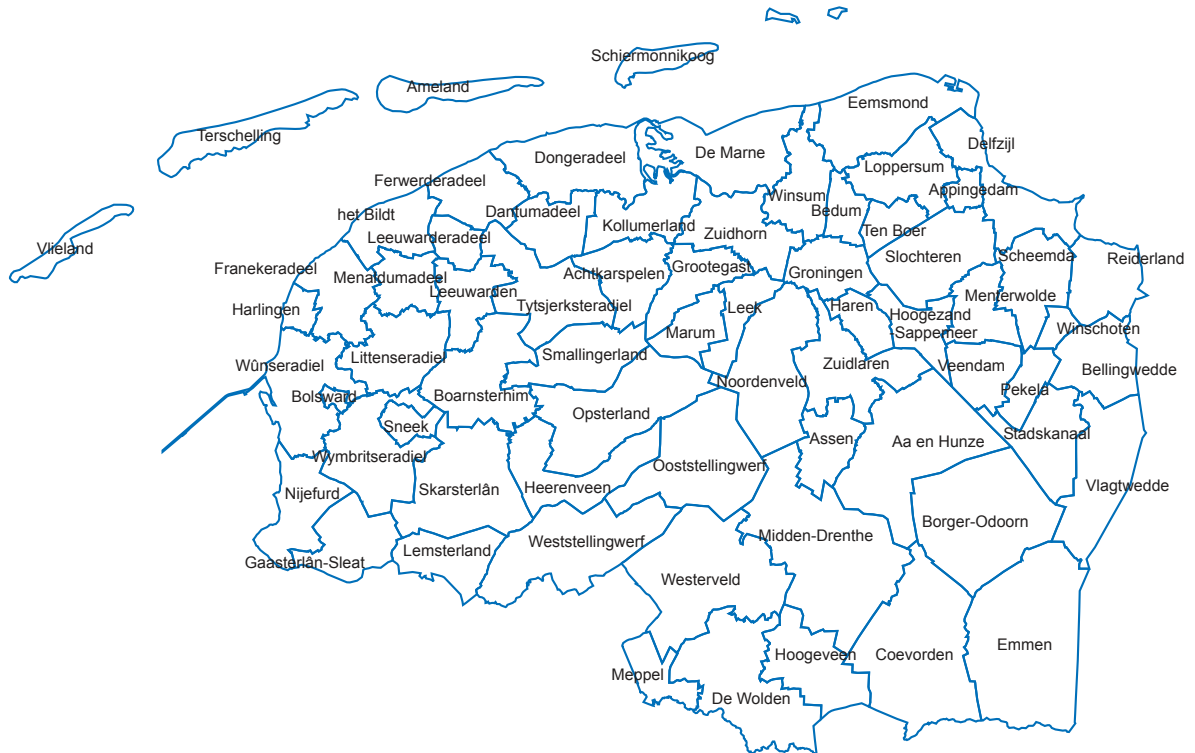 Schiermonnikoog
Ameland
Eemsmond
Terschelling
Delfzijl
De Marne
Dongeradeel
Loppersum
Ferwerderadeel
Appingedam
Winsum
het Bildt
Dantumadeel
Bedum
Kollumerland
Ten Boer
Zuidhorn
Leeuwarderadeel
Vlieland
Scheemda
Slochteren
Reiderland
Franekeradeel
Grootegast
Menaldumadeel
Achtkarspelen
Groningen
Leeuwarden
Menterwolde
Harlingen
Tytsjerksteradiel
Leek
Haren
Hoogezand
-Sappemeer
Winschoten
Marum
Smallingerland
Littenseradiel
Wûnseradiel
Zuidlaren
Veendam
Bellingwedde
Noordenveld
Bolsward
Boarnsterhim
Pekela
Opsterland
Sneek
Stadskanaal
Assen
Aa en Hunze
Wymbritseradiel
Ooststellingwerf
Vlagtwedde
Heerenveen
Skarsterlân
Nijefurd
Borger-Odoorn
Midden-Drenthe
Weststellingwerf
Lemsterland
Gaasterlân-Sleat
Westerveld
Emmen
Hoogeveen
Coevorden
Meppel
De Wolden